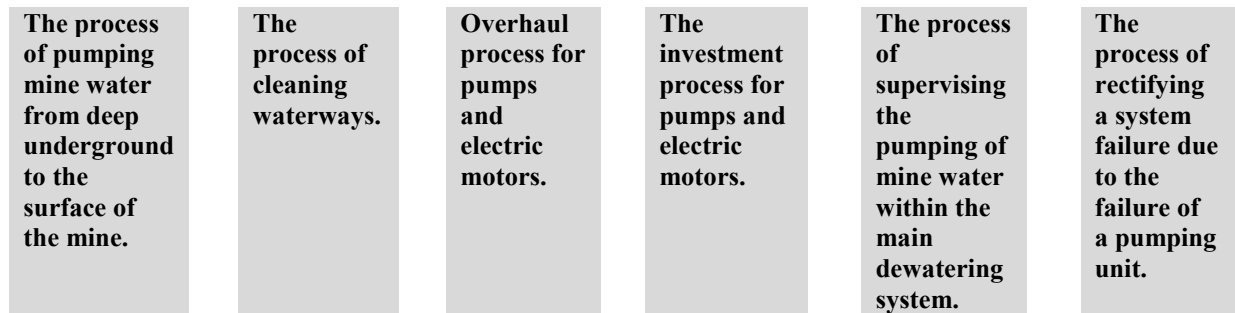 The process
of pumping
mine water
from deep
underground
to the
surface of
the mine.
The
process of
cleaning
waterways.
Overhaul
process for
pumps
and
electric
motors.
The
investment
process for
pumps and
electric
motors.
The process
of
supervising
the
pumping of
mine water
within the
main
dewatering
system.
The
process of
rectifying
a system
failure due
to the
failure of
a pumping
unit.